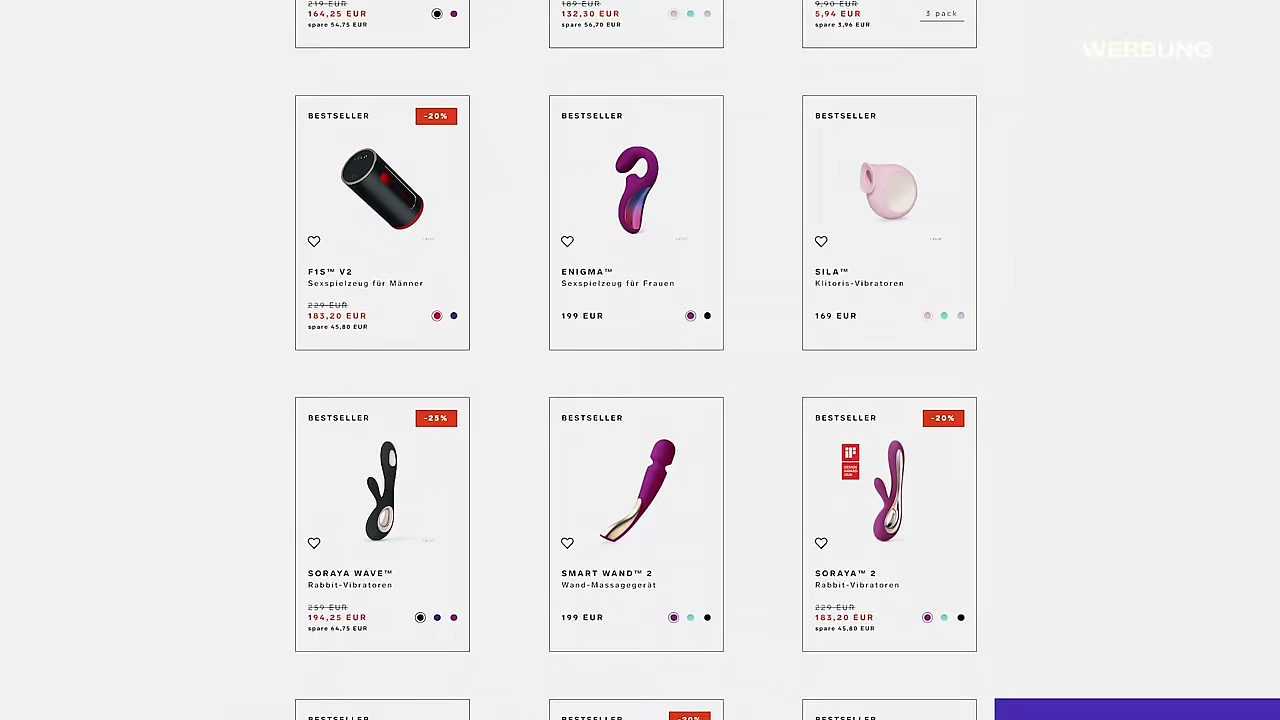 219 EUR
164,25 EUR
spare 54,75 EUR
189 EUR
132,30 EUR
spare 56,70 EUR
9,90 EUR
5,94 EUR
spare 3,96 EUR
3 pack
WERBUNG
BESTSELLER
-20%
F1S™ V2
Sexspielzeug für Männer
229 EUR
183,20 EUR
spare 45,80 EUR
BESTSELLER
ENIGMA™
Sexspielzeug für Frauen
199 EUR
BESTSELLER
SILA™
Klitoris-Vibratoren
169 EUR
BESTSELLER
-25%
SORAYA WAVE™
Rabbit-Vibratoren
259 EUR
194,25 EUR
spare 64,75 EUR
BESTSELLER
SMART WAND™ 2
Wand-Massagegerät
199 EUR
BESTSELLER
-20%
iF
DESIGN
AWARD
SORAYA™ 2
Rabbit-Vibratoren
229 EUR
183,20 EUR
spare 45,80 EUR
BESTSELLER
BESTSELLER
BESTSELLER